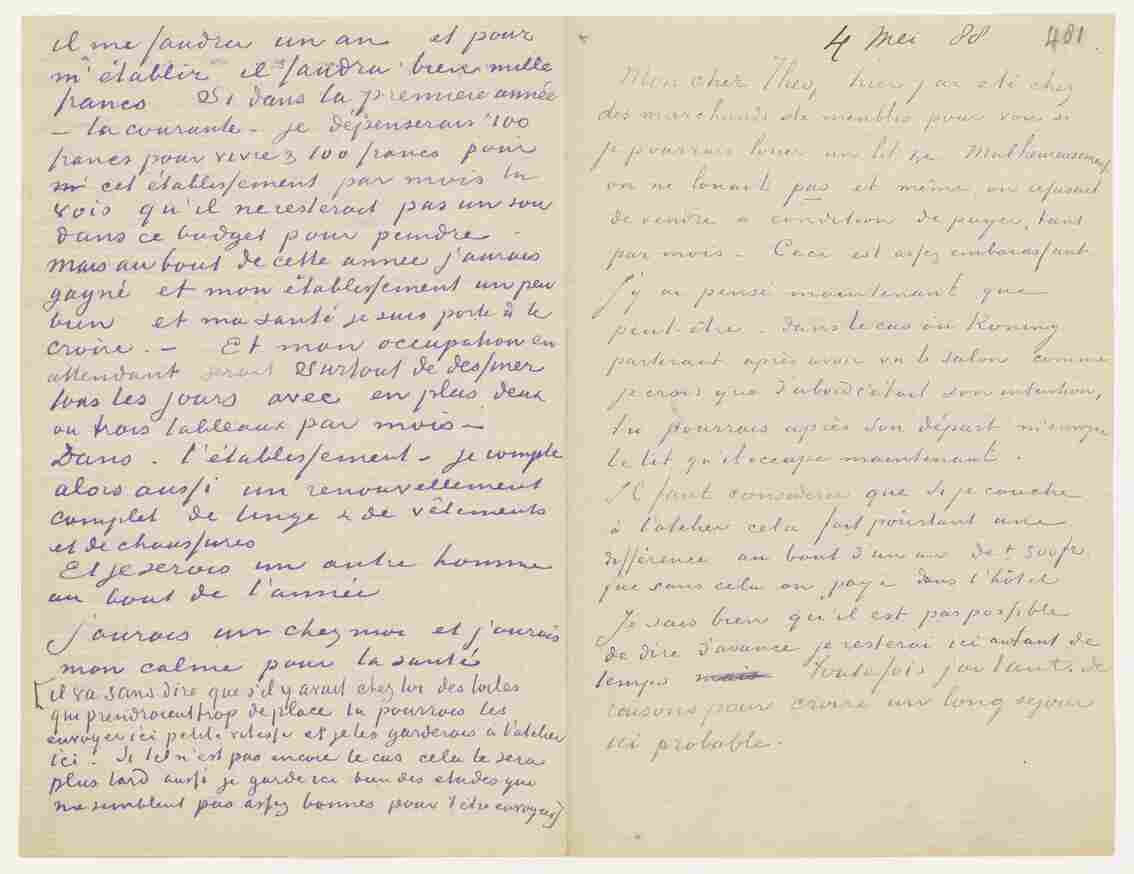 il me faudra un an et pour
m'établir il faudra bien mille
francs Si dans la première année
– la courante – je dépenserais 100
francs pour vivre & 100 francs pour
cet établissement par mois tu
vois qu'il ne resterait pas un sou
dans ce budget pour peindre –
Mais au bout de cette année j'aurais
gagné et mon établissement un peu
bien et ma santé je suis porté à le
croire. – Et mon occupation en
attendant serait surtout de dessiner
tous les jours avec en plus deux
ou trois tableaux par mois –
Dans – l'établissement – je compte
alors aussi un renouvellement
complet de linge & de vêtements
et de chaussures
Et je serais un autre homme
au bout de l'année
j'aurais un chez moi et j'aurais
mon calme pour la santé
[il va sans dire que s'il y avait chez toi des toiles
qui prendraient trop de place tu pourrais les
envoyer ici petite vitesse et je les garderais à l'atelier
ici. Si tel n'est pas encore le cas cela le sera
plus tard aussi je garde ici bien des etudes que
me semblent pas assez bonnes pour t'être envoyées]
4 Mei 88 481.
Mon cher Theo, hier j'ai été chez
des marchands de meubles pour voir si
je pourrais louer un lit &c Malheureusement
on ne louait pas et même on refusait
de vendre à condition de payer tant
par mois – Ceci est assez embarassant
J'y ai pensé maintenant que
peut-être – dans le cas où Koning
partirait après avoir vu le salon comme
je crois que d'abord c'était son intention,
tu pourrais après son départ m'envoyer
le lit qu'il occupe maintenant.
Il faut considérer que si je couche
à l'atelier cela fait pourtant une
différence au bout d'un an de + 300 fr.
que sans cela on paye dans l'hôtel
Je sais bien qu'il est pas possible
de dire d'avance je resterai ici autant de
temps mais Toutefois j'ai tant de
raisons pour croire un long sejour
ici probable.